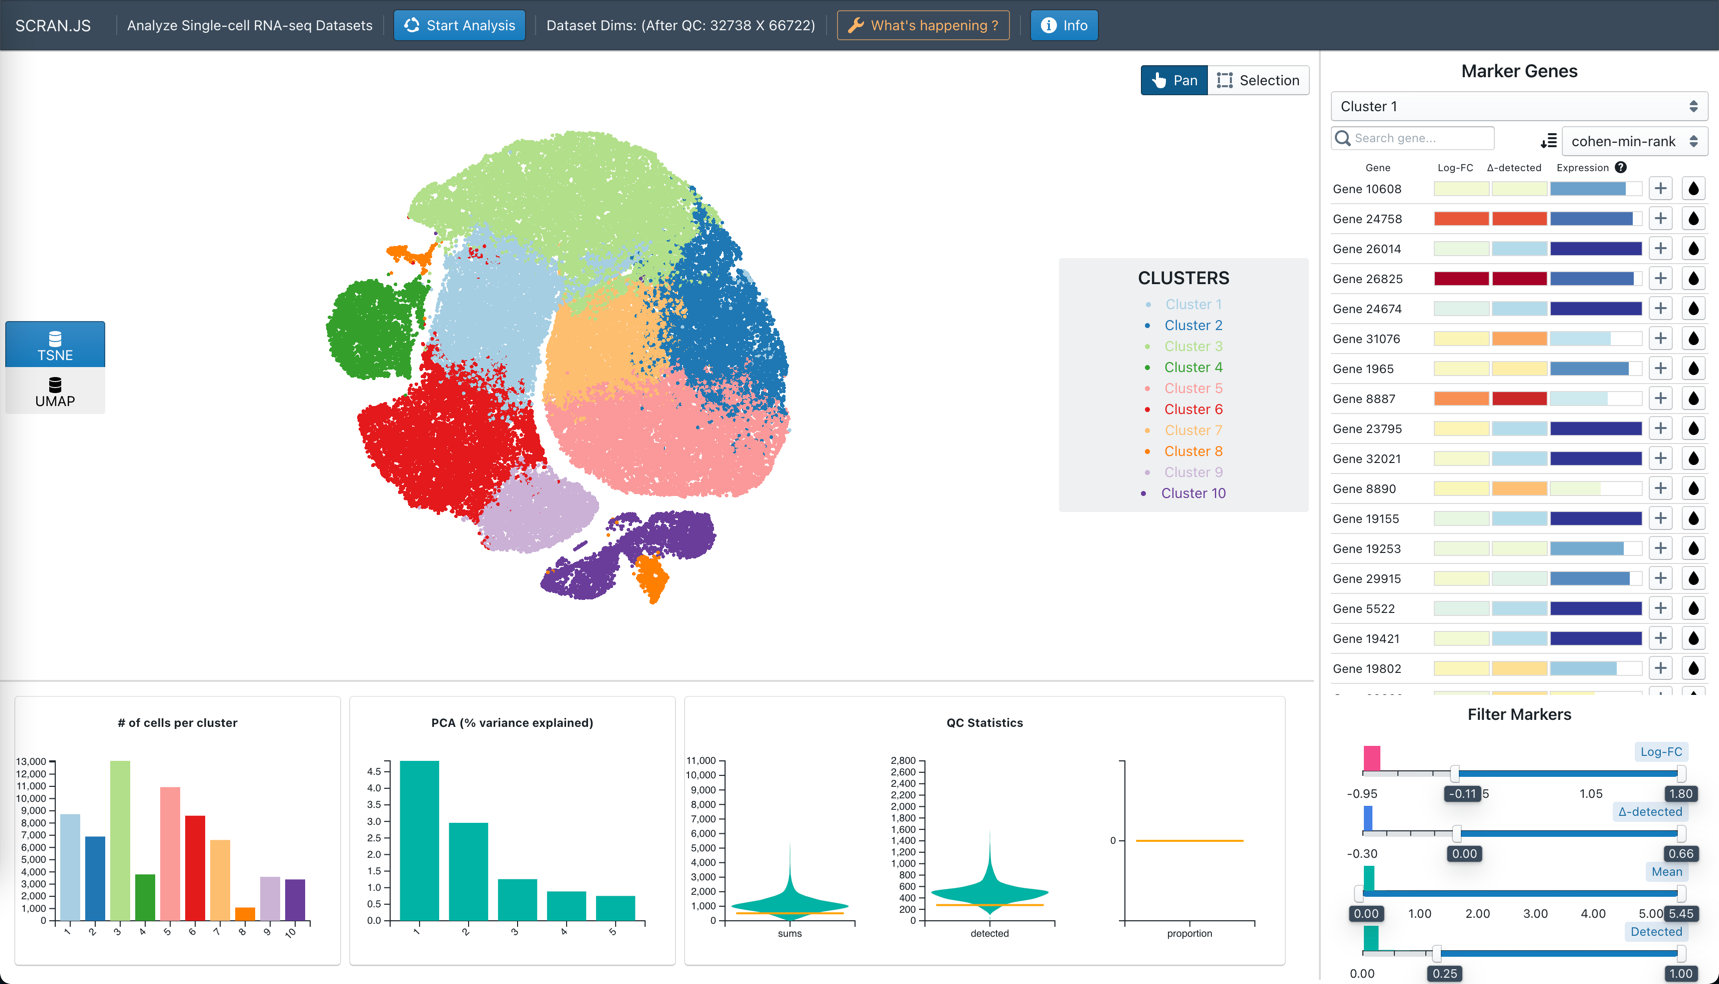 SCRAN.JS
Analyze Single-cell RNA-seq Datasets
Start Analysis
Dataset Dims: (After QC: 32738 X 66722)
What's happening ?
Info
Pan
Selection
TSNE
UMAP
CLUSTERS
Cluster 1
Cluster 2
Cluster 3
Cluster 4
Cluster 5
Cluster 6
Cluster 7
Cluster 8
Cluster 9
Cluster 10
# of cells per cluster
13,000
12,000
11,000
10,000
9,000
8,000
7,000
6,000
5,000
4,000
3,000
2,000
1,000
0
1 2 3 4 5 6 7 8 9 10
PCA (% variance explained)
4.5
4.0
3.5
3.0
2.5
2.0
1.5
1.0
0.5
0.0
1 2 3 4 5
QC Statistics
11,000
10,000
9,000
8,000
7,000
6,000
5,000
4,000
3,000
2,000
1,000
0
sums
2,800
2,600
2,400
2,200
2,000
1,800
1,600
1,400
1,200
1,000
800
600
400
200
0
detected
0
proportion
Marker Genes
Cluster 1
Search gene...
cohen-min-rank
Gene Log-FC Δ-detected Expression ?
Gene 10608
Gene 24758
Gene 26014
Gene 26825
Gene 24674
Gene 31076
Gene 1965
Gene 8887
Gene 23795
Gene 32021
Gene 8890
Gene 19155
Gene 19253
Gene 29915
Gene 5522
Gene 19421
Gene 19802
Filter Markers
Log-FC
-0.95 -0.11 5 1.05 1.80
Δ-detected
-0.30 0.00 0.66
Mean
0.00 1.00 2.00 3.00 4.00 5.00 5.45
Detected
0.00 0.25 1.00